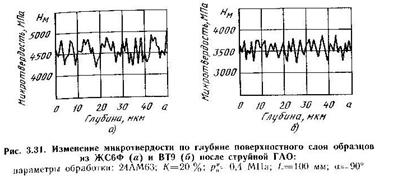 Hм
5000
4500
4000
Микротвердость, МПа
0 10 20 30 40 a
Глубина, мкм
а)
Hм
4000
3500
3000
Микротвердость, МПа
0 10 20 30 40 a
Глубина, мкм
б)
Рис. 3.31. Изменение микротвердости по глубине поверхностного слоя образцов
из ЖС6Ф (а) и ВТ9 (б) после струйной ГАО:
параметры обработки: 24АМ63; K=20 %; 0,4 МПа; L=100 мм; α=90°